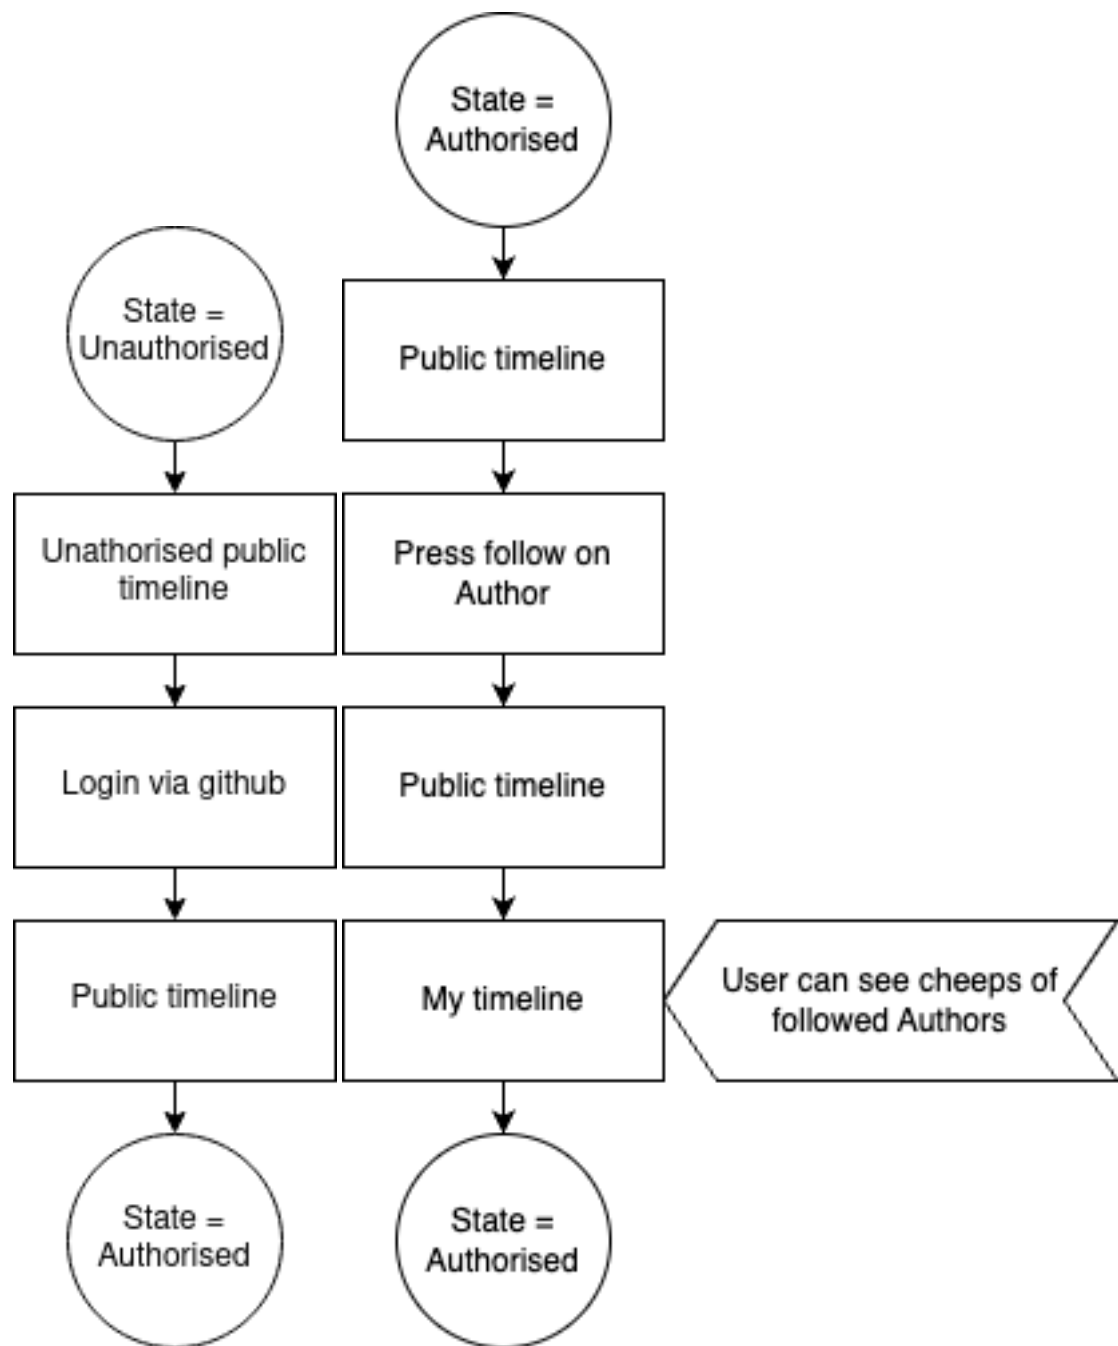 State =
Unauthorised
Unathorised public
timeline
Login via github
Public timeline
State =
Authorised
State =
Authorised
Public timeline
Press follow on
Author
Public timeline
My timeline
State =
Authorised
User can see cheeps of
followed Authors